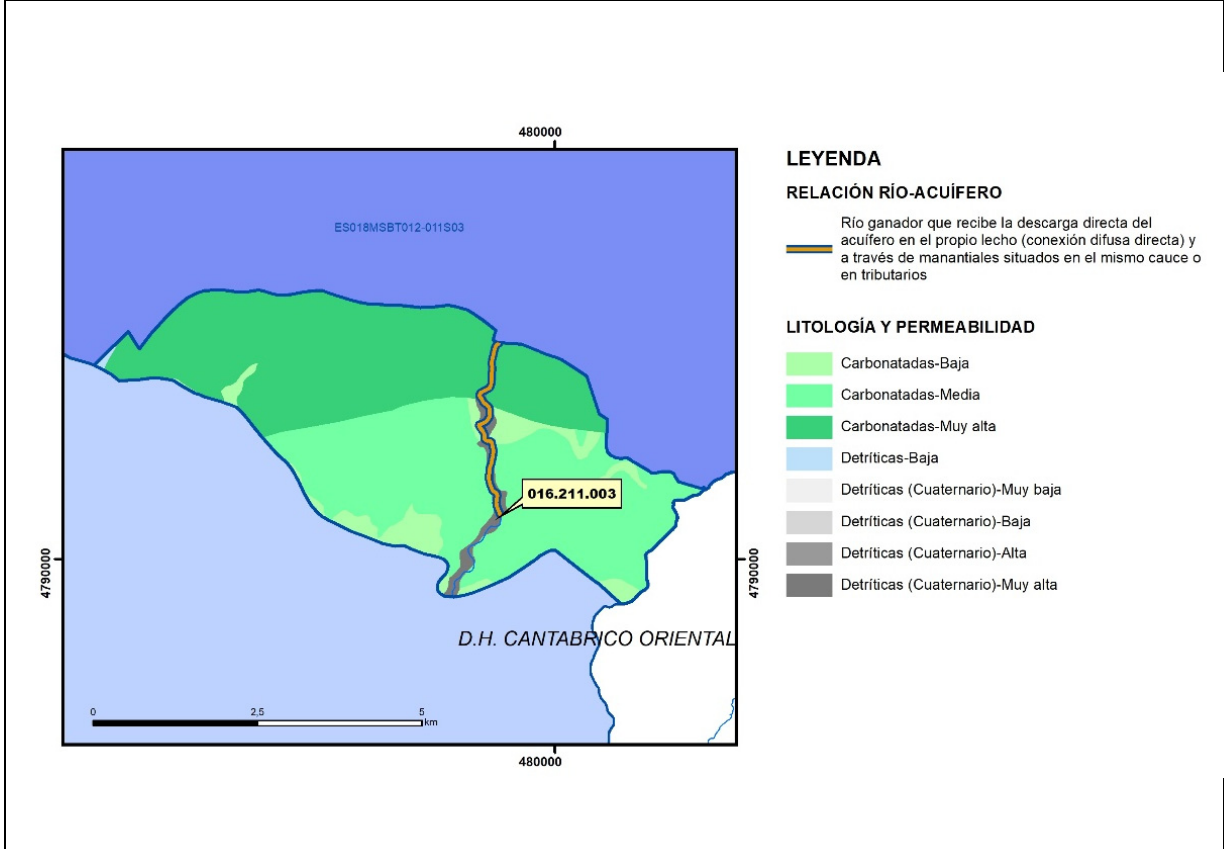 480000
ES018MSBT012-011S03
016.211.003
4790000
4790000
D.H. CANTABRICO ORIENTAL
0
2,5
5
km
480000
LEYENDA
RELACIÓN RÍO-ACUÍFERO
Río ganador que recibe la descarga directa del
acuífero en el propio lecho (conexión difusa directa) y
a través de manantiales situados en el mismo cauce o
en tributarios
LITOLOGÍA Y PERMEABILIDAD
Carbonatadas-Baja
Carbonatadas-Media
Carbonatadas-Muy alta
Detríticas-Baja
Detríticas (Cuaternario)-Muy baja
Detríticas (Cuaternario)-Baja
Detríticas (Cuaternario)-Alta
Detríticas (Cuaternario)-Muy alta